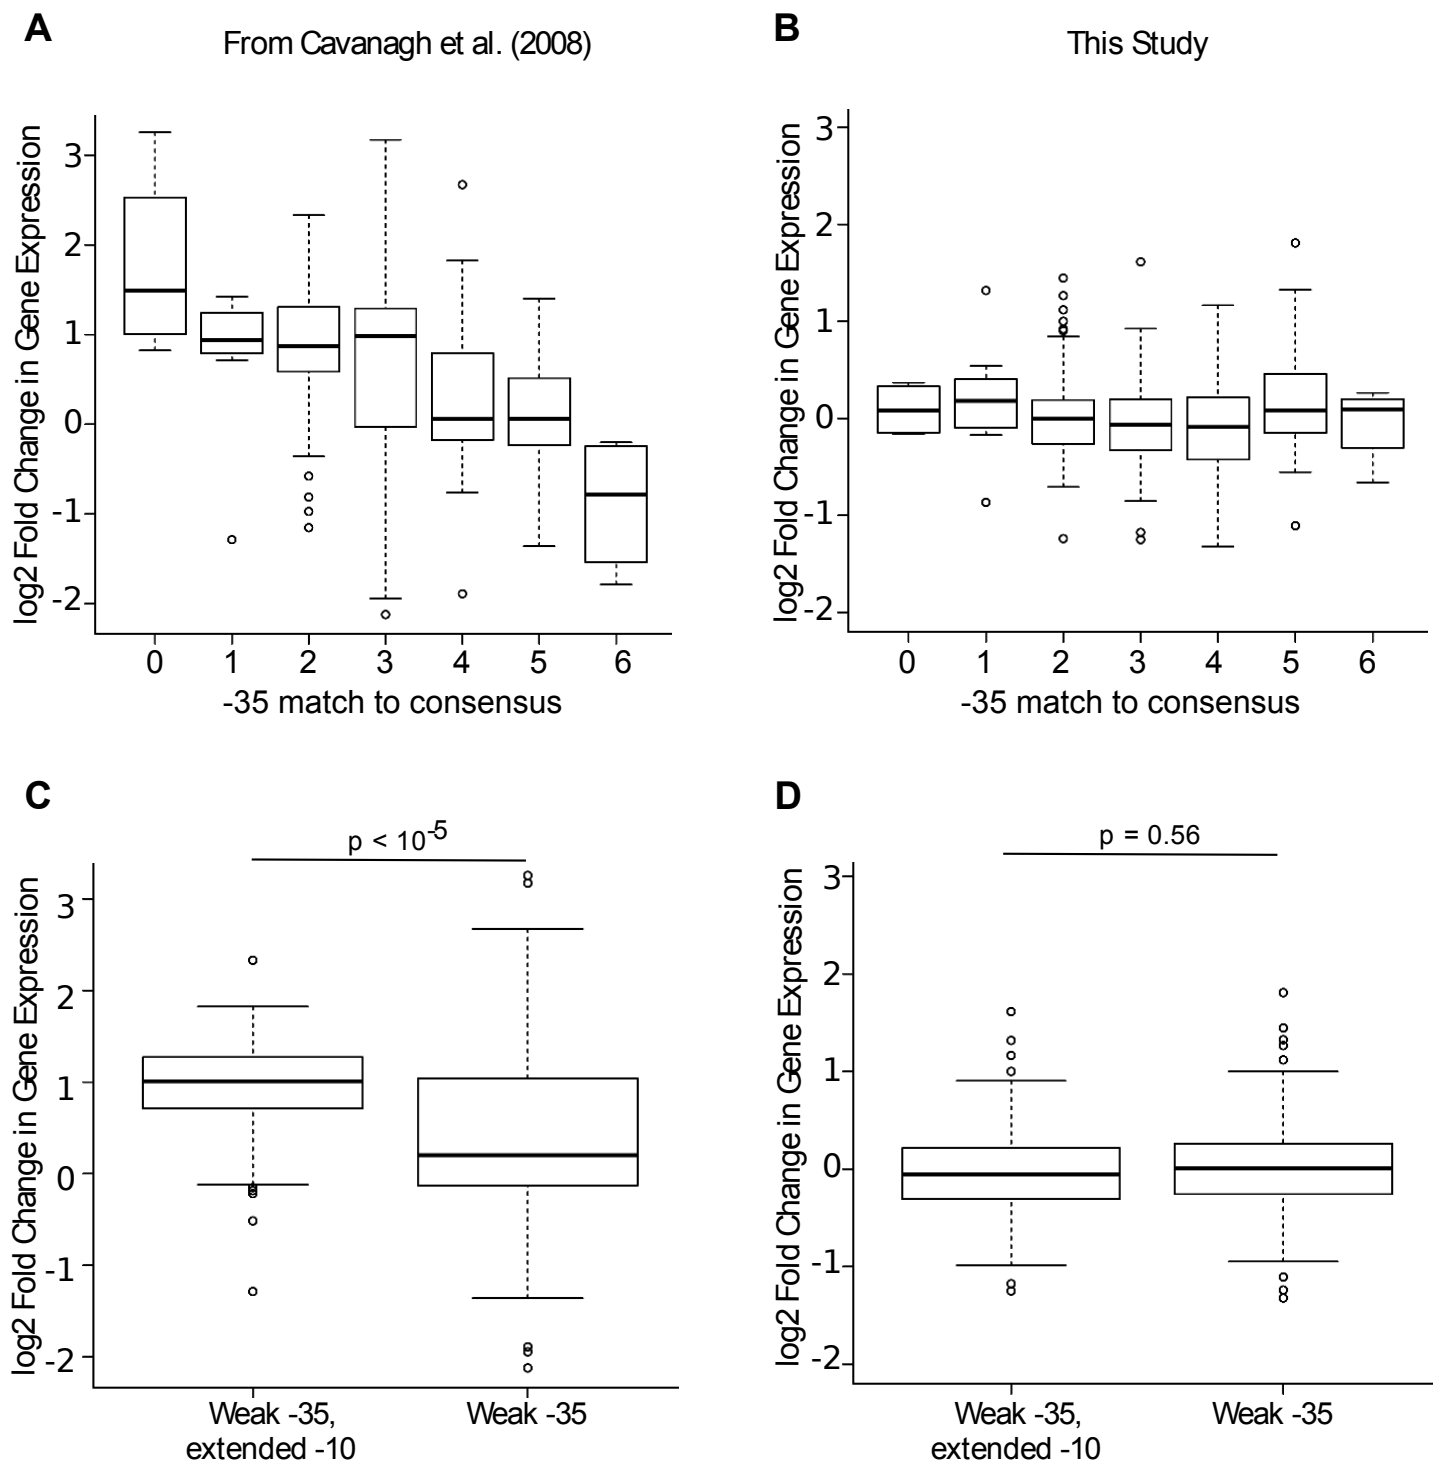 A
From Cavanagh et al. (2008)
log2 Fold Change in Gene Expression
3
2
1
0
-1
-2
0 1 2 3 4 5 6
-35 match to consensus
B
This Study
log2 Fold Change in Gene Expression
3
2
1
0
-1
-2
0 1 2 3 4 5 6
-35 match to consensus
C
p < 10-5
log2 Fold Change in Gene Expression
3
2
1
0
-1
-2
Weak -35,
extended -10
Weak -35
D
p = 0.56
log2 Fold Change in Gene Expression
3
2
1
0
-1
-2
Weak -35,
extended -10
Weak -35